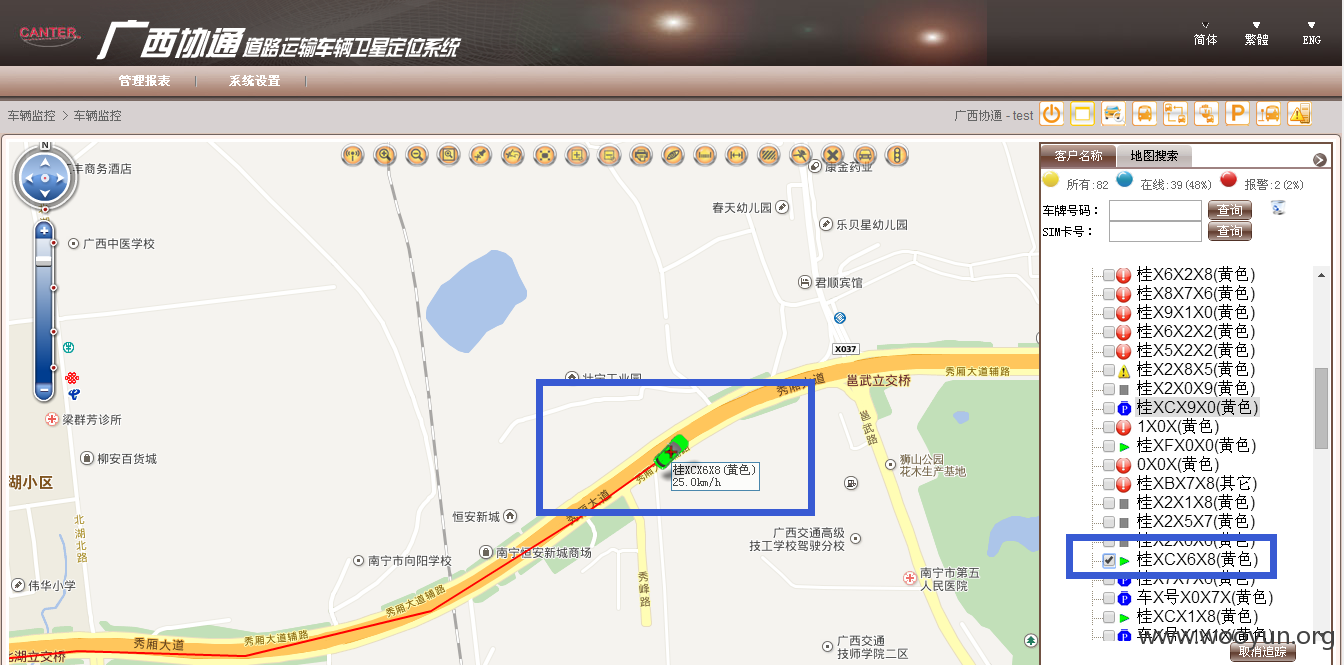 CANTER
广西协通 道路运输车辆卫星定位系统
简体 繁體 ENG
管理报表 系统设置
车辆监控 > 车辆监控
广西协通 - test
N
丰商务酒店
广西中医学校
梁群芳诊所
柳安百货城
湖小区
北湖北路
伟华小学
北湖立交桥
秀厢大道
秀厢大道辅路
南宁市向阳学校
秀厢大道辅路
恒安新城
南宁恒安新城商场
秀厢大道
秀峰路
壮宁工业园
桂XCX6X8(黄色)
25.0km/h
康金药业
春天幼儿园
乐贝星幼儿园
君顺宾馆
X037
秀厢大道
秀厢大道辅路
邕武立交桥
邕武路
狮山公园
花木生产基地
广西交通高级
技工学校驾驶分校
南宁市第五
人民医院
广西交通
技师学院二区
客户名称 地图搜索
所有:82 在线:39(48%) 报警:2(2%)
车牌号码： 查询
SIM卡号： 查询
桂X6X2X8(黄色)
桂X8X7X6(黄色)
桂X9X1X0(黄色)
桂X6X2X2(黄色)
桂X5X2X2(黄色)
桂X2X8X5(黄色)
桂X2X0X9(黄色)
桂XCX9X0(黄色)
1X0X(黄色)
桂XFX0X0(黄色)
0X0X(黄色)
桂XBX7X8(其它)
桂X2X1X8(黄色)
桂X2X5X7(黄色)
桂XCX6X8(黄色)
车X号X0X7X(黄色)
桂XCX1X8(黄色)
www.wooyun.org
取消追踪